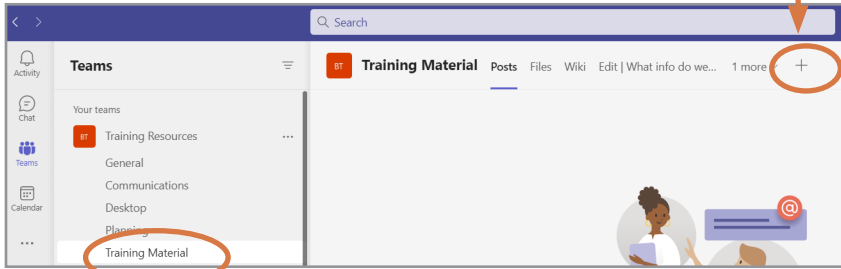 Search
Activity
Chat
Teams
Calendar
Teams
Your teams
BT Training Resources
General
Communications
Desktop
Planning
Training Material
BT Training Material Posts Files Wiki Edit | What info do we... 1 more +
@